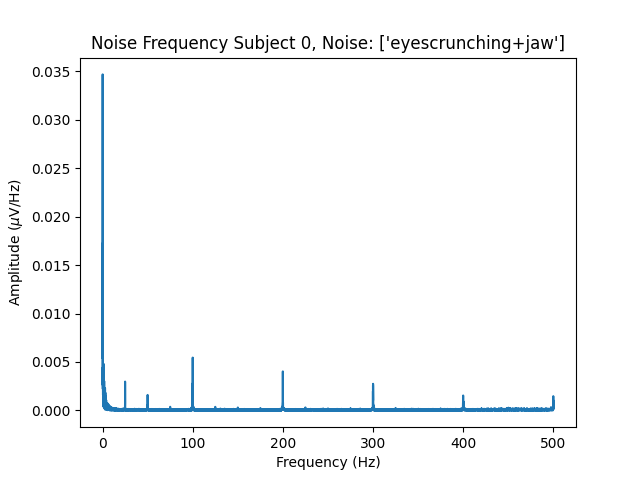 Noise Frequency Subject 0, Noise: ['eyescrunching+jaw']
0.035
0.030
0.025
0.020
0.015
0.010
0.005
0.000
Amplitude (μV/Hz)
0 100 200 300 400 500
Frequency (Hz)